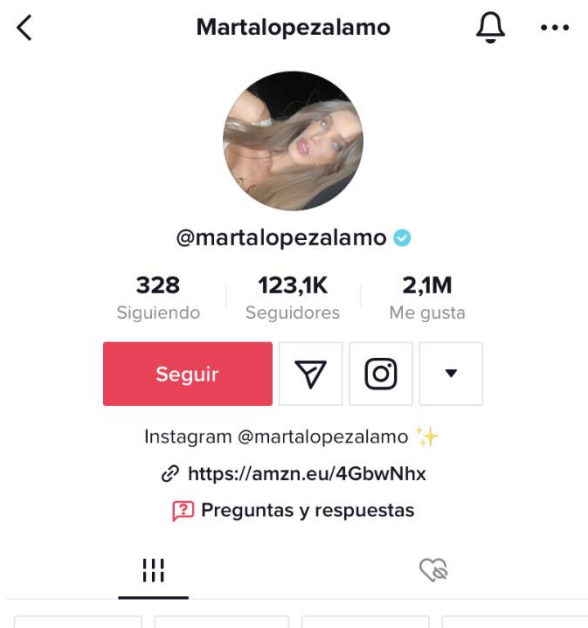 Martalopezalamo
@martalopezalamo
328 123,1K 2,1M
Siguiendo Seguidores Me gusta
Seguir
Instagram @martalopezalamo ✨
https://amzn.eu/4GbwNhx
Preguntas y respuestas